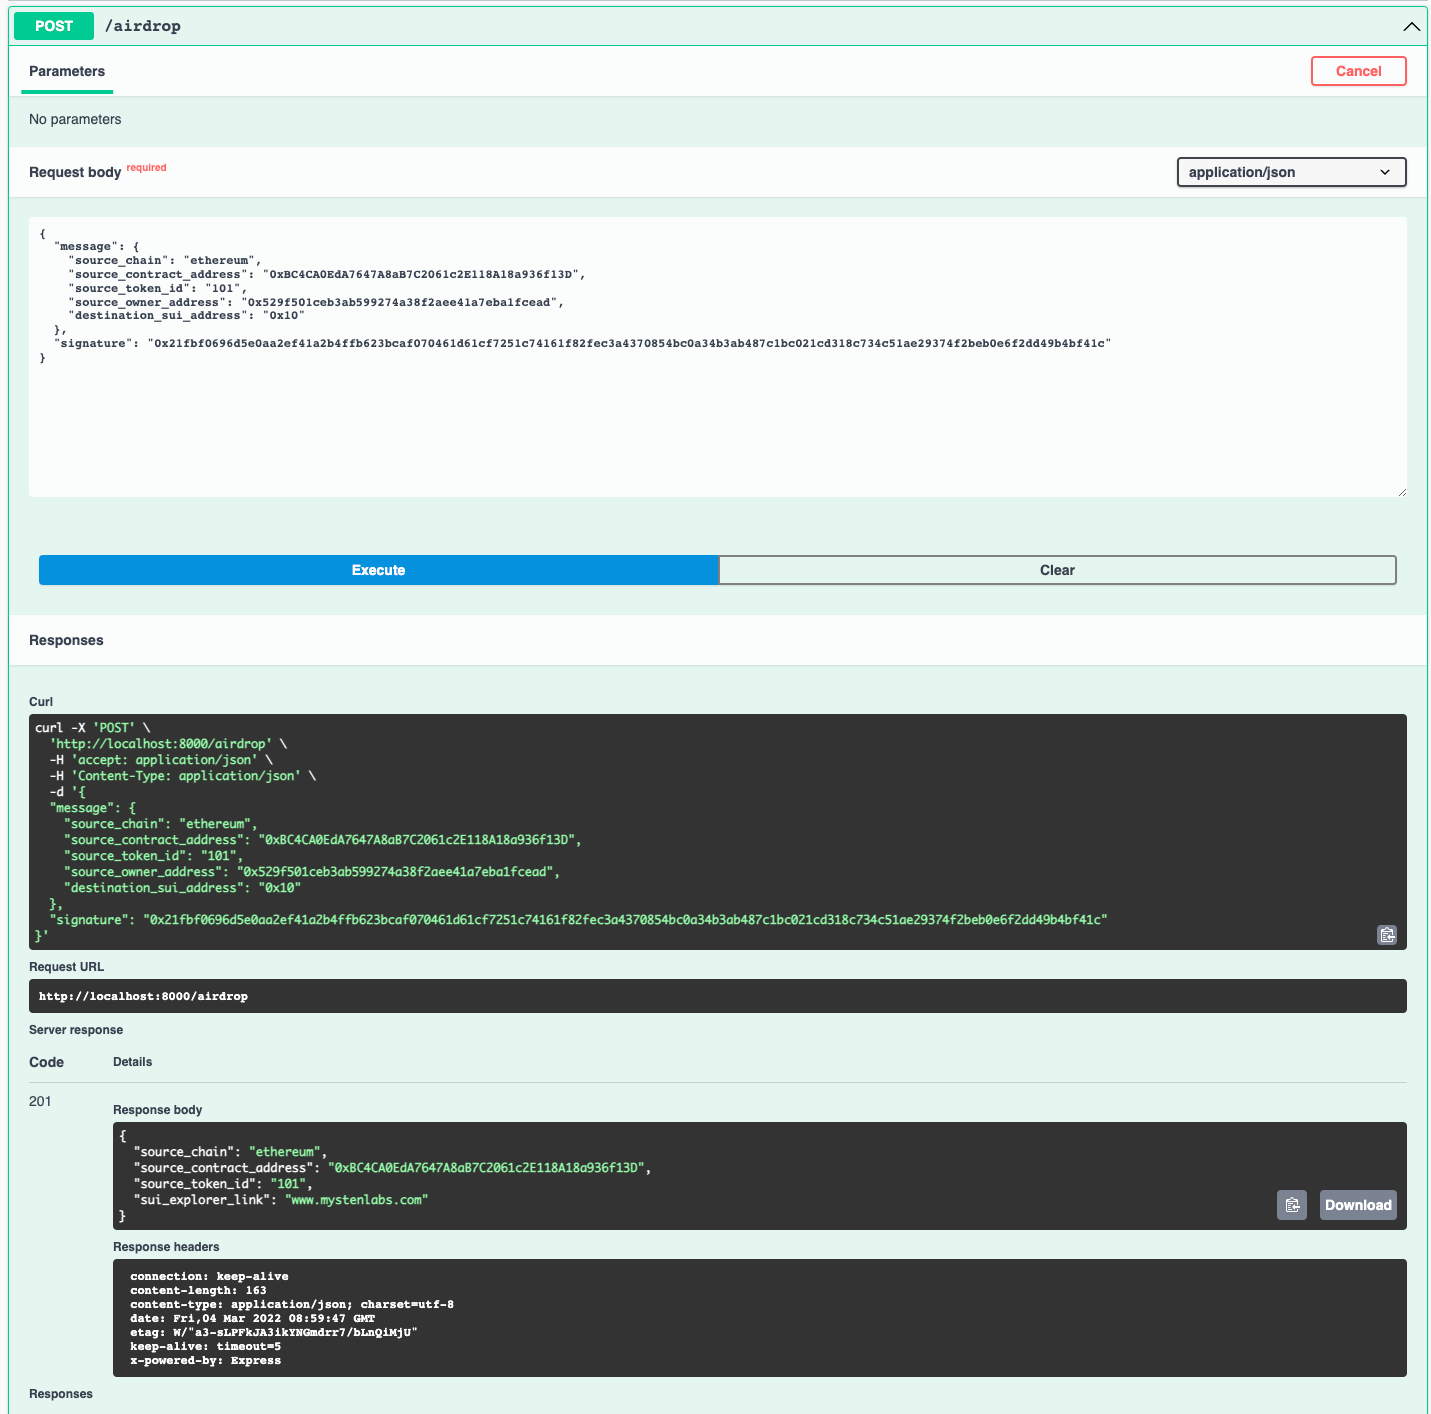 POST /airdrop
Parameters
Cancel
No parameters
Request body required
application/json
{
  "message": {
    "source_chain": "ethereum",
    "source_contract_address": "0xBC4CA0EdA7647A8aB7C2061c2E118A18a936f13D",
    "source_token_id": "101",
    "source_owner_address": "0x529f501ceb3ab599274a38f2aee41a7eba1fcead",
    "destination_sui_address": "0x10"
  },
  "signature": "0x21fbf0696d5e0aa2ef41a2b4ffb623bcaf070461d61cf7251c74161f82fec3a4370854bc0a34b3ab487c1bc021cd318c734c51ae29374f2beb0e6f2dd49b4bf41c"
}
Execute
Clear
Responses
Curl
curl -X 'POST' \
  'http://localhost:8000/airdrop' \
  -H 'accept: application/json' \
  -H 'Content-Type: application/json' \
  -d '{
  "message": {
    "source_chain": "ethereum",
    "source_contract_address": "0xBC4CA0EdA7647A8aB7C2061c2E118A18a936f13D",
    "source_token_id": "101",
    "source_owner_address": "0x529f501ceb3ab599274a38f2aee41a7eba1fcead",
    "destination_sui_address": "0x10"
  },
  "signature": "0x21fbf0696d5e0aa2ef41a2b4ffb623bcaf070461d61cf7251c74161f82fec3a4370854bc0a34b3ab487c1bc021cd318c734c51ae29374f2beb0e6f2dd49b4bf41c"
}'
Request URL
http://localhost:8000/airdrop
Server response
Code Details
201
Response body
{
  "source_chain": "ethereum",
  "source_contract_address": "0xBC4CA0EdA7647A8aB7C2061c2E118A18a936f13D",
  "source_token_id": "101",
  "sui_explorer_link": "www.mystenlabs.com"
}
Download
Response headers
connection: keep-alive
content-length: 163
content-type: application/json; charset=utf-8
date: Fri,04 Mar 2022 08:59:47 GMT
etag: W/"a3-sLPFkJA3ikYNGmdrr7/bLnQiMjU"
keep-alive: timeout=5
x-powered-by: Express
Responses